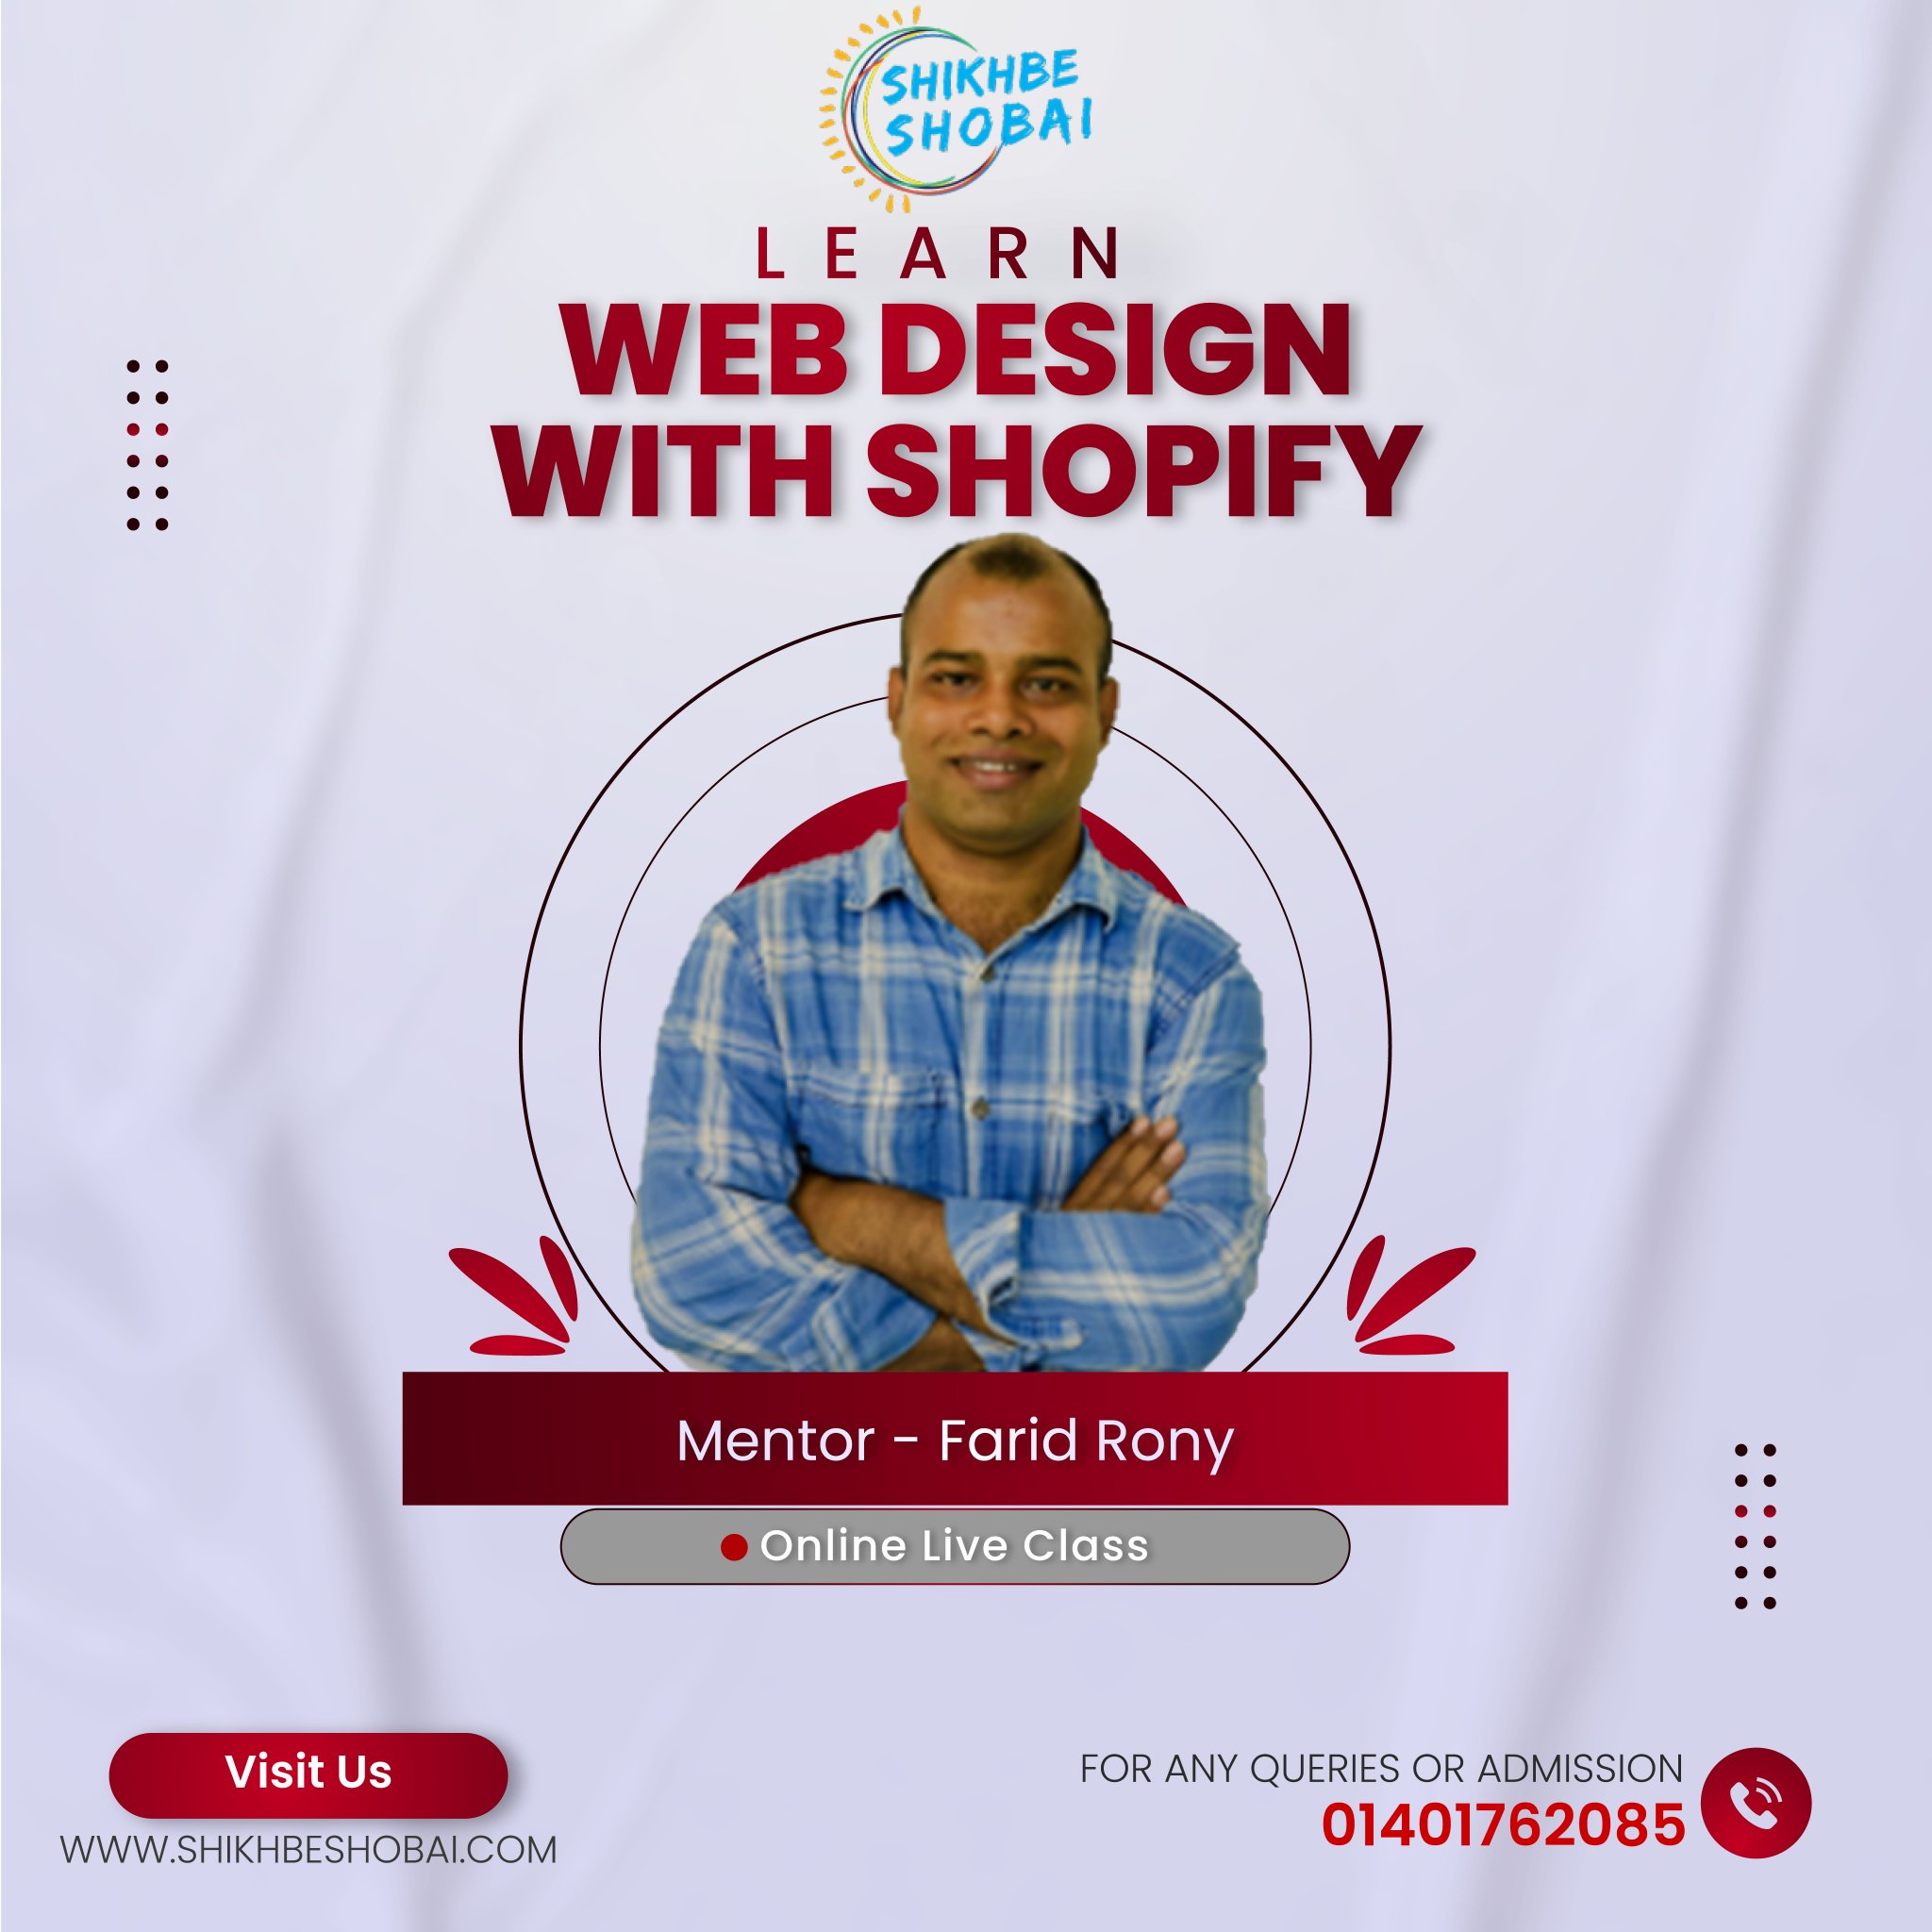 SHIKHBE
SHOBAI
LEARN
WEB DESIGN
WITH SHOPIFY
Mentor - Farid Rony
Online Live Class
Visit Us
WWW.SHIKHBESHOBAI.COM
FOR ANY QUERIES OR ADMISSION
01401762085